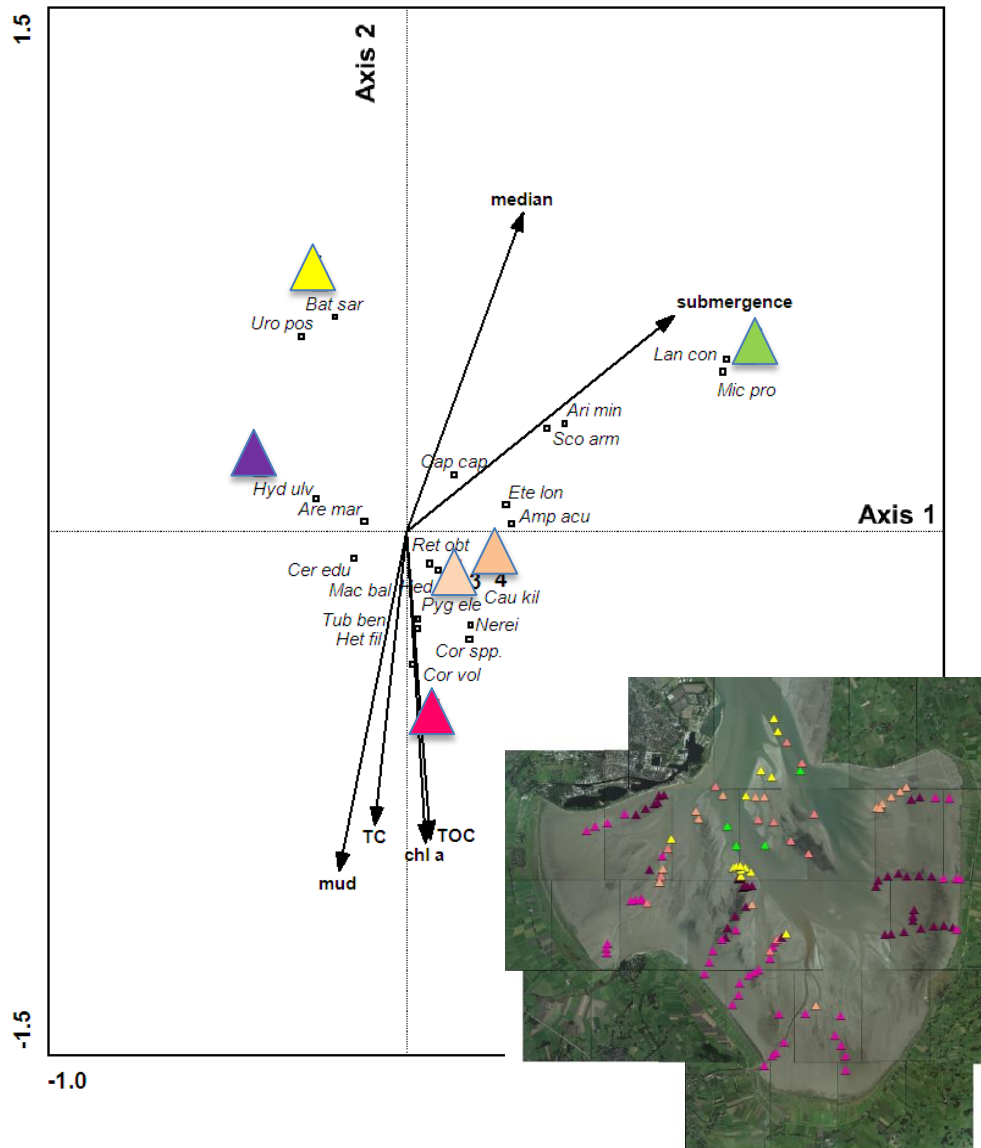 1.5
Axis 2
median
Bat sar
submergence
Uro pos
Lan con
Mic pro
Ari min
Sco arm
Cap cap
Hyd ulv
Ete lon
Are mar
Amp acu
Axis 1
Ret obt
Cer edu
Mac bal
3 4
Cau kil
Pyg ele
Tub ben
Nerei
Het fil
Cor spp.
Cor vol
TC
TOC
chl a
mud
-1.5
-1.0